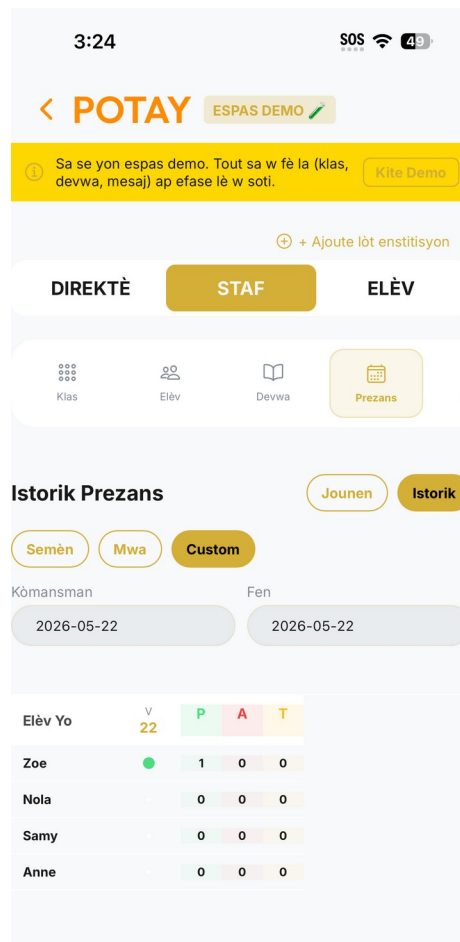 3:24 SOS 49
POTAY ESPAS DEMO
Sa se yon espas demo. Tout sa w fè la (klas,
devwa, mesaj) ap efase lè w soti.
Kite Demo
+ Ajoute lòt enstitisyon
DIREKTÈ STAF ELÈV
Klas Elèv Devwa Prezans
Istorik Prezans Jounen Istorik
Semèn Mwa Custom
Kòmansman Fen
2026-05-22 2026-05-22
Elèv Yo V 22 P A T
Zoe 1 0 0
Nola 0 0 0
Samy 0 0 0
Anne 0 0 0